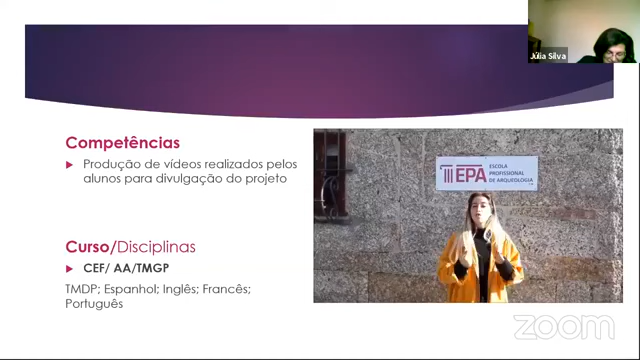 Júlia Silva
Competências
Produção de vídeos realizados pelos
alunos para divulgação do projeto
EPA
ESCOLA
PROFISSIONAL
DE ARQUEOLOGIA
Curso/Disciplinas
CEF/ AA/TMGP
TMDP; Espanhol; Inglês; Francês;
Português
zoom